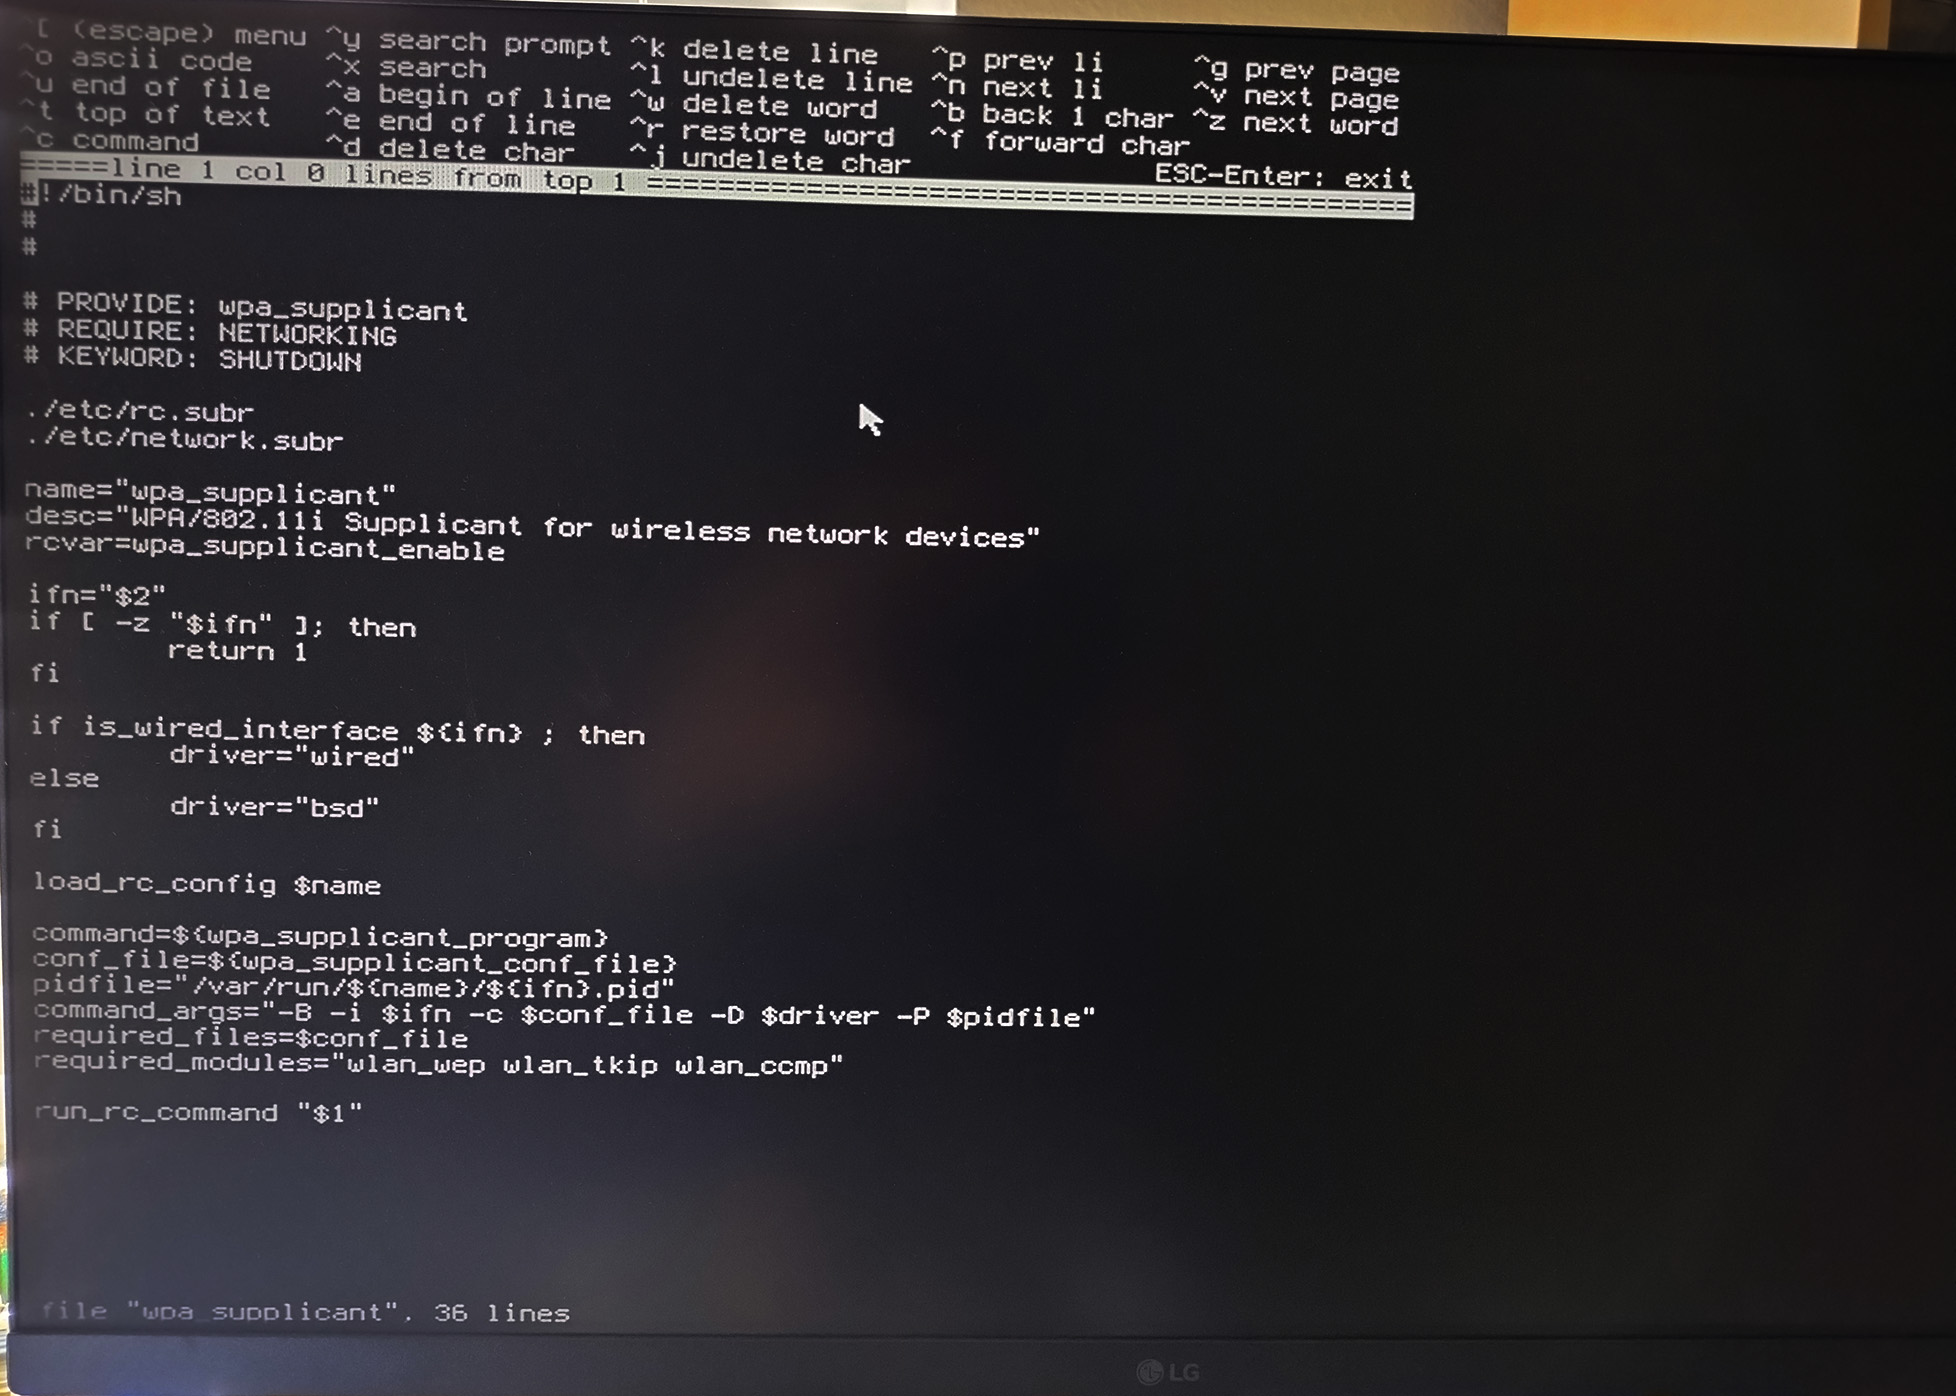 ^[ (escape) menu ^y search prompt ^k delete line ^p prev li ^g prev page
^o ascii code ^x search ^l undelete line ^n next li ^v next page
^u end of file ^a begin of line ^w delete word ^b back 1 char ^z next word
^t top of text ^e end of line ^r restore word ^f forward char
^c command ^d delete char ^j undelete char ESC-Enter: exit
=====line 1 col 0 lines from top 1 ============================================
#!/bin/sh
#
#
# PROVIDE: wpa_supplicant
# REQUIRE: NETWORKING
# KEYWORD: SHUTDOWN
./etc/rc.subr
./etc/network.subr
name="wpa_supplicant"
desc="WPA/802.11i Supplicant for wireless network devices"
rcvar=wpa_supplicant_enable
ifn="$2"
if [ -z "$ifn" ]; then
return 1
fi
if is_wired_interface ${ifn} ; then
driver="wired"
else
driver="bsd"
fi
load_rc_config $name
command=${wpa_supplicant_program}
conf_file=${wpa_supplicant_conf_file}
pidfile="/var/run/${name}/${ifn}.pid"
command_args="-B -i $ifn -c $conf_file -D $driver -P $pidfile"
required_files=$conf_file
required_modules="wlan_wep wlan_tkip wlan_ccmp"
run_rc_command "$1"
file "wpa_supplicant", 36 lines
LG